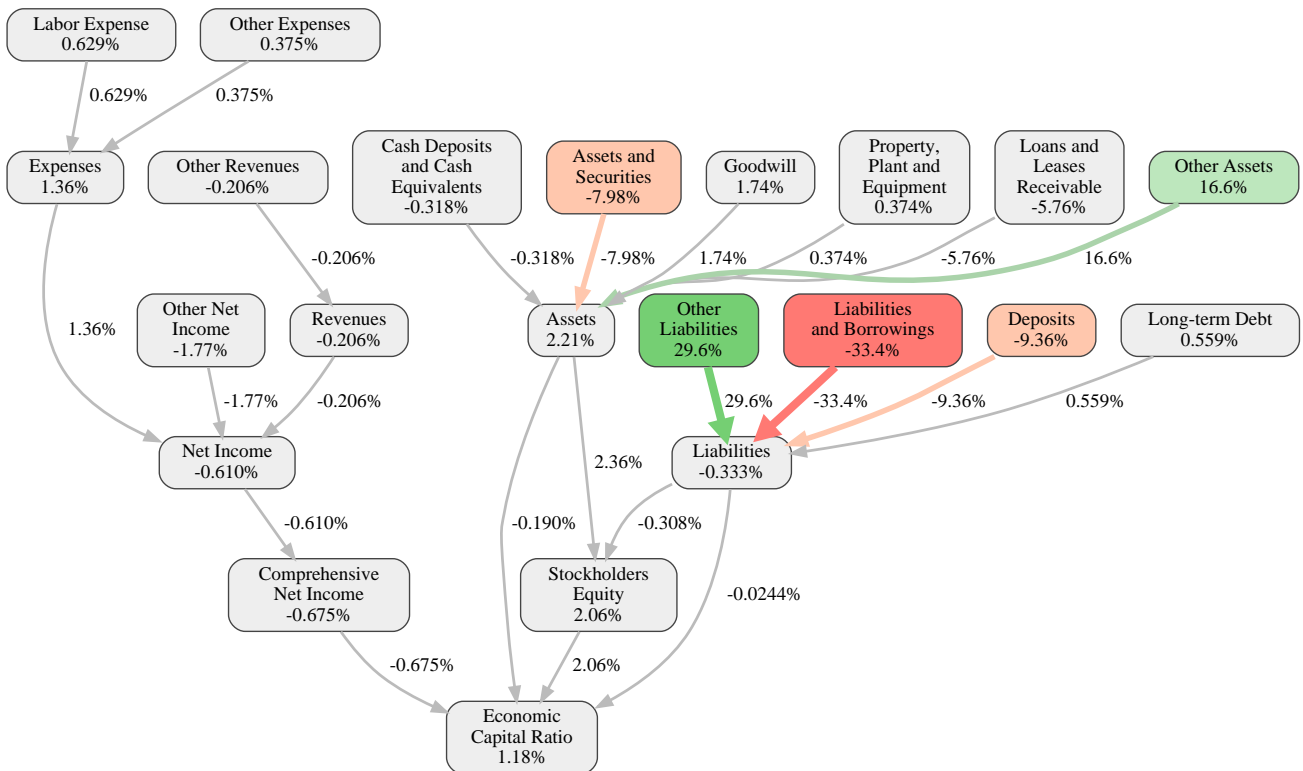 Labor Expense
0.629%
Other Expenses
0.375%
0.629%
0.375%
Expenses
1.36%
Other Revenues
-0.206%
Cash Deposits
and Cash
Equivalents
-0.318%
Assets and
Securities
-7.98%
Goodwill
1.74%
Property,
Plant and
Equipment
0.374%
Loans and
Leases
Receivable
-5.76%
Other Assets
16.6%
-0.206%
-0.318%
-7.98%
1.74%
0.374%
-5.76%
16.6%
1.36%
Other Net
Income
-1.77%
Revenues
-0.206%
Assets
2.21%
Other
Liabilities
29.6%
Liabilities
and Borrowings
-33.4%
Deposits
-9.36%
Long-term Debt
0.559%
-1.77%
-0.206%
29.6%
-33.4%
-9.36%
0.559%
Net Income
-0.610%
2.36%
Liabilities
-0.333%
-0.610%
-0.190%
-0.308%
Comprehensive
Net Income
-0.675%
Stockholders
Equity
2.06%
-0.0244%
-0.675%
2.06%
Economic
Capital Ratio
1.18%